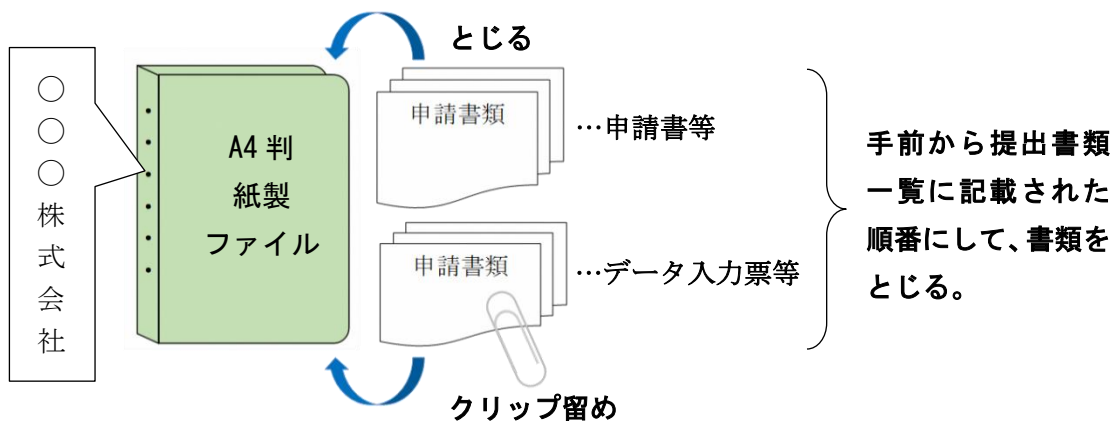 ○○○株式会社
A4判
紙製
ファイル
とじる
申請書類
…申請書等
申請書類
…データ入力票等
クリップ留め
手前から提出書類
一覧に記載された
順番にして、書類を
とじる。